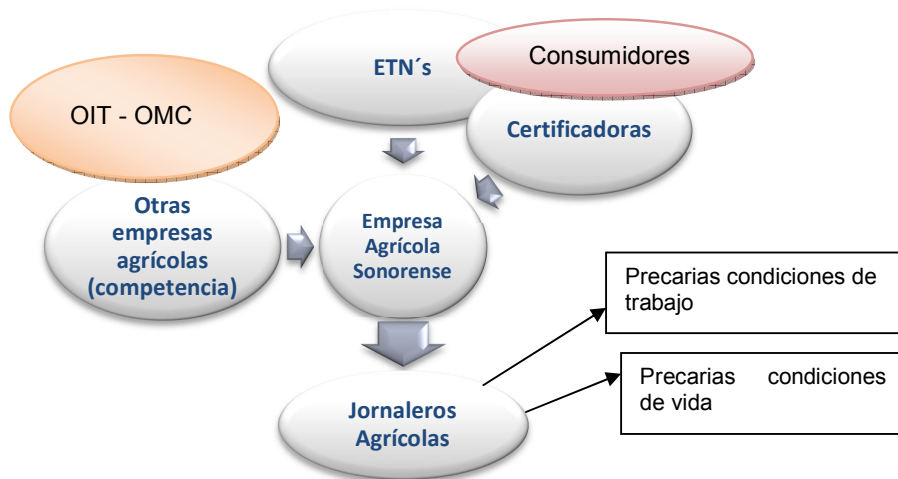 ETN´s
Consumidores
OIT - OMC
Certificadoras
Otras
empresas
agrícolas
(competencia)
Empresa
Agrícola
Sonorense
Precarias condiciones de
trabajo
Precarias condiciones
de vida
Jornaleros
Agrícolas